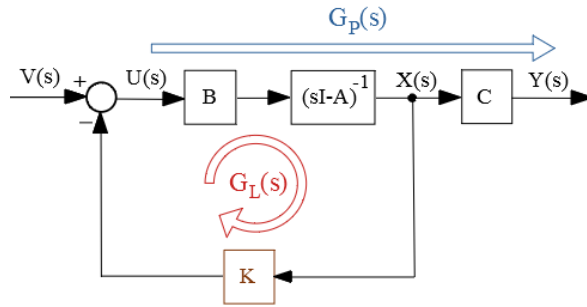 G_P(s)
V(s) + U(s) B (sI-A)^{-1} X(s) C Y(s)
−
G_L(s)
K